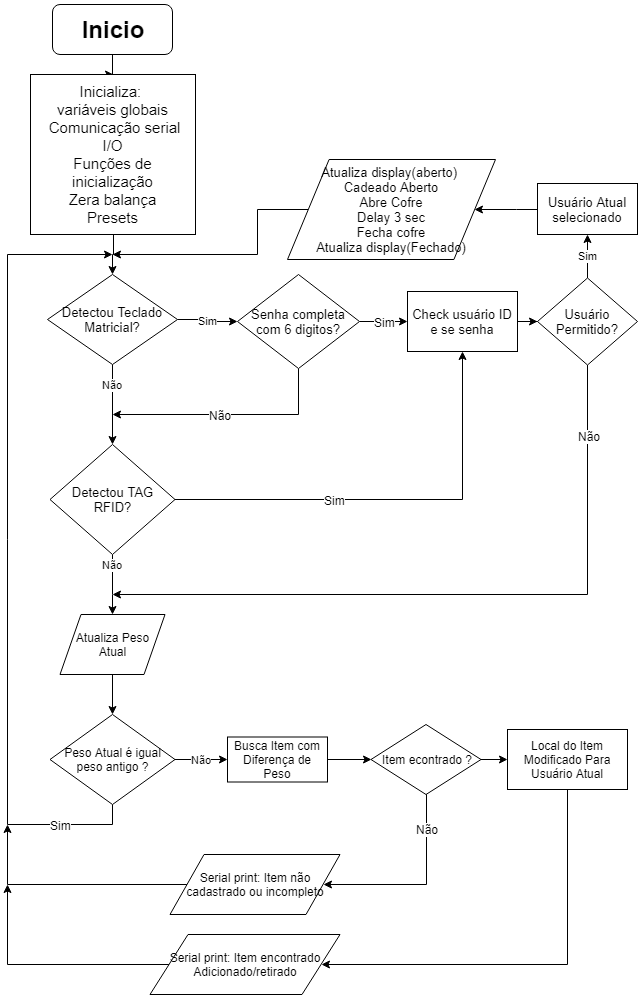 Inicio
Inicializa:
variáveis globais
Comunicação serial
I/O
Funções de
inicialização
Zera balança
Presets
Atualiza display(aberto)
Cadeado Aberto
Abre Cofre
Delay 3 sec
Fecha cofre
Atualiza display(Fechado)
Usuário Atual
selecionado
Sim
Detectou Teclado
Matricial?
Sim
Senha completa
com 6 digitos?
Sim
Check usuário ID
e se senha
Usuário
Permitido?
Não
Não
Não
Detectou TAG
RFID?
Sim
Não
Atualiza Peso
Atual
Peso Atual é igual
peso antigo ?
Não
Busca Item com
Diferença de
Peso
Item econtrado ?
Local do Item
Modificado Para
Usuário Atual
Sim
Não
Serial print: Item não
cadastrado ou incompleto
Serial print: Item encontrado
Adicionado/retirado